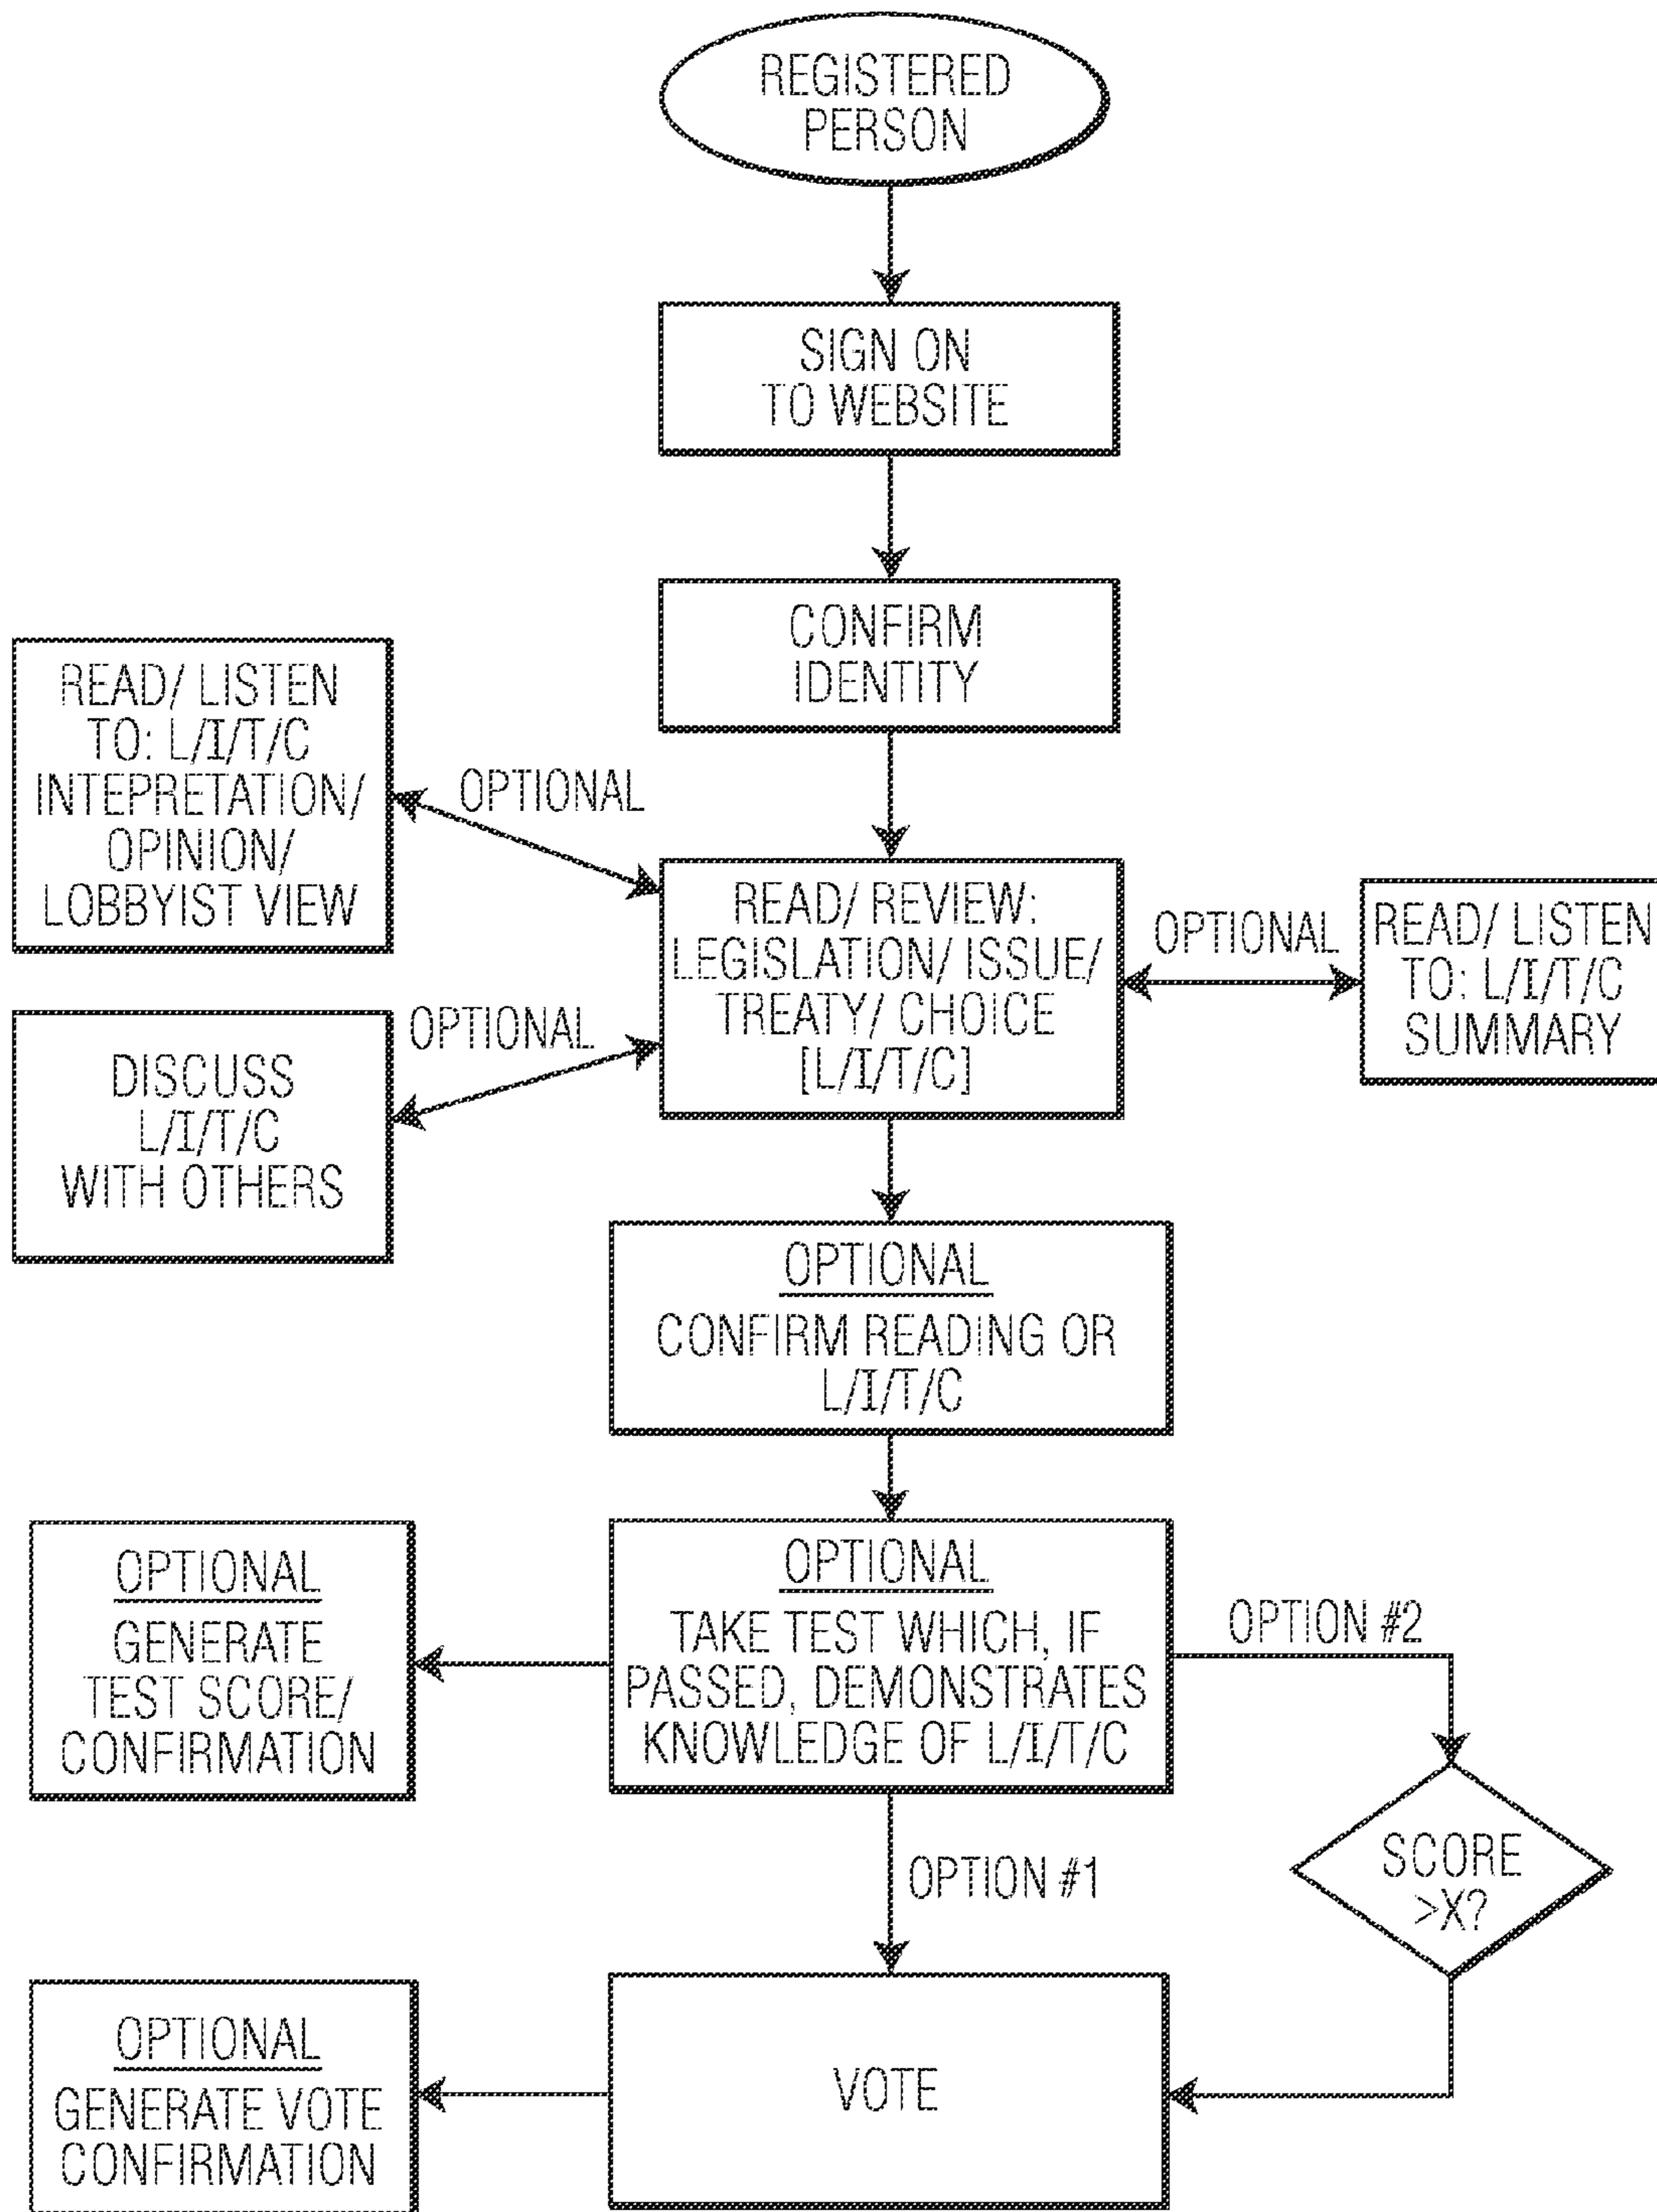 REGISTERED
PERSON
SIGN ON
TO WEBSITE
CONFIRM
IDENTITY
READ/ LISTEN
TO: L/I/T/C
INTEPRETATION/
OPINION/
LOBBYIST VIEW
OPTIONAL
READ/ REVIEW:
LEGISLATION/ ISSUE/
TREATY/ CHOICE
[L/I/T/C]
OPTIONAL
READ/ LISTEN
TO: L/I/T/C
SUMMARY
OPTIONAL
DISCUSS
L/I/T/C
WITH OTHERS
OPTIONAL
CONFIRM READING OR
L/I/T/C
OPTIONAL
GENERATE
TEST SCORE/
CONFIRMATION
OPTIONAL
TAKE TEST WHICH, IF
PASSED, DEMONSTRATES
KNOWLEDGE OF L/I/T/C
OPTION #2
OPTION #1
SCORE
>X?
OPTIONAL
GENERATE VOTE
CONFIRMATION
VOTE